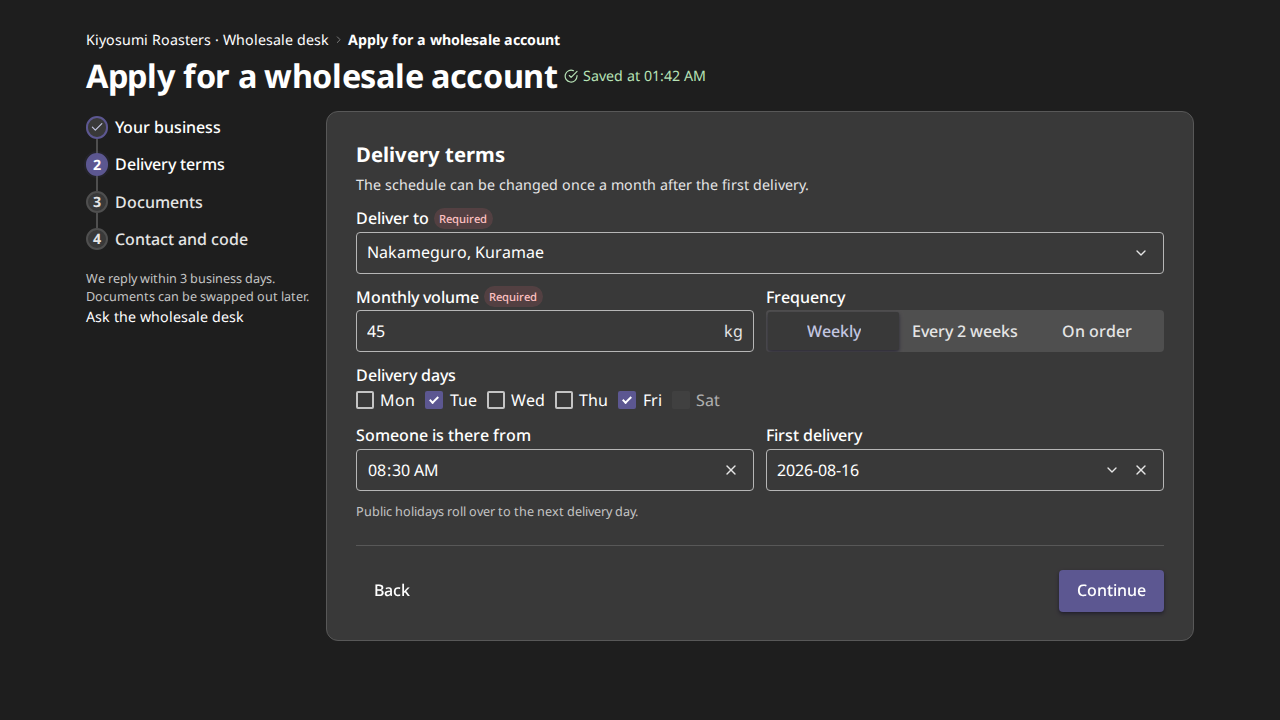 Kiyosumi Roasters · Wholesale desk › Apply for a wholesale account
Apply for a wholesale account Saved at 01:42 AM
Your business
2 Delivery terms
3 Documents
4 Contact and code
We reply within 3 business days.
Documents can be swapped out later.
Ask the wholesale desk
Delivery terms
The schedule can be changed once a month after the first delivery.
Deliver to Required
Nakameguro, Kuramae
Monthly volume Required
45 kg
Frequency
Weekly Every 2 weeks On order
Delivery days
Mon Tue Wed Thu Fri Sat
Someone is there from
08:30 AM
First delivery
2026-08-16
Public holidays roll over to the next delivery day.
Back Continue